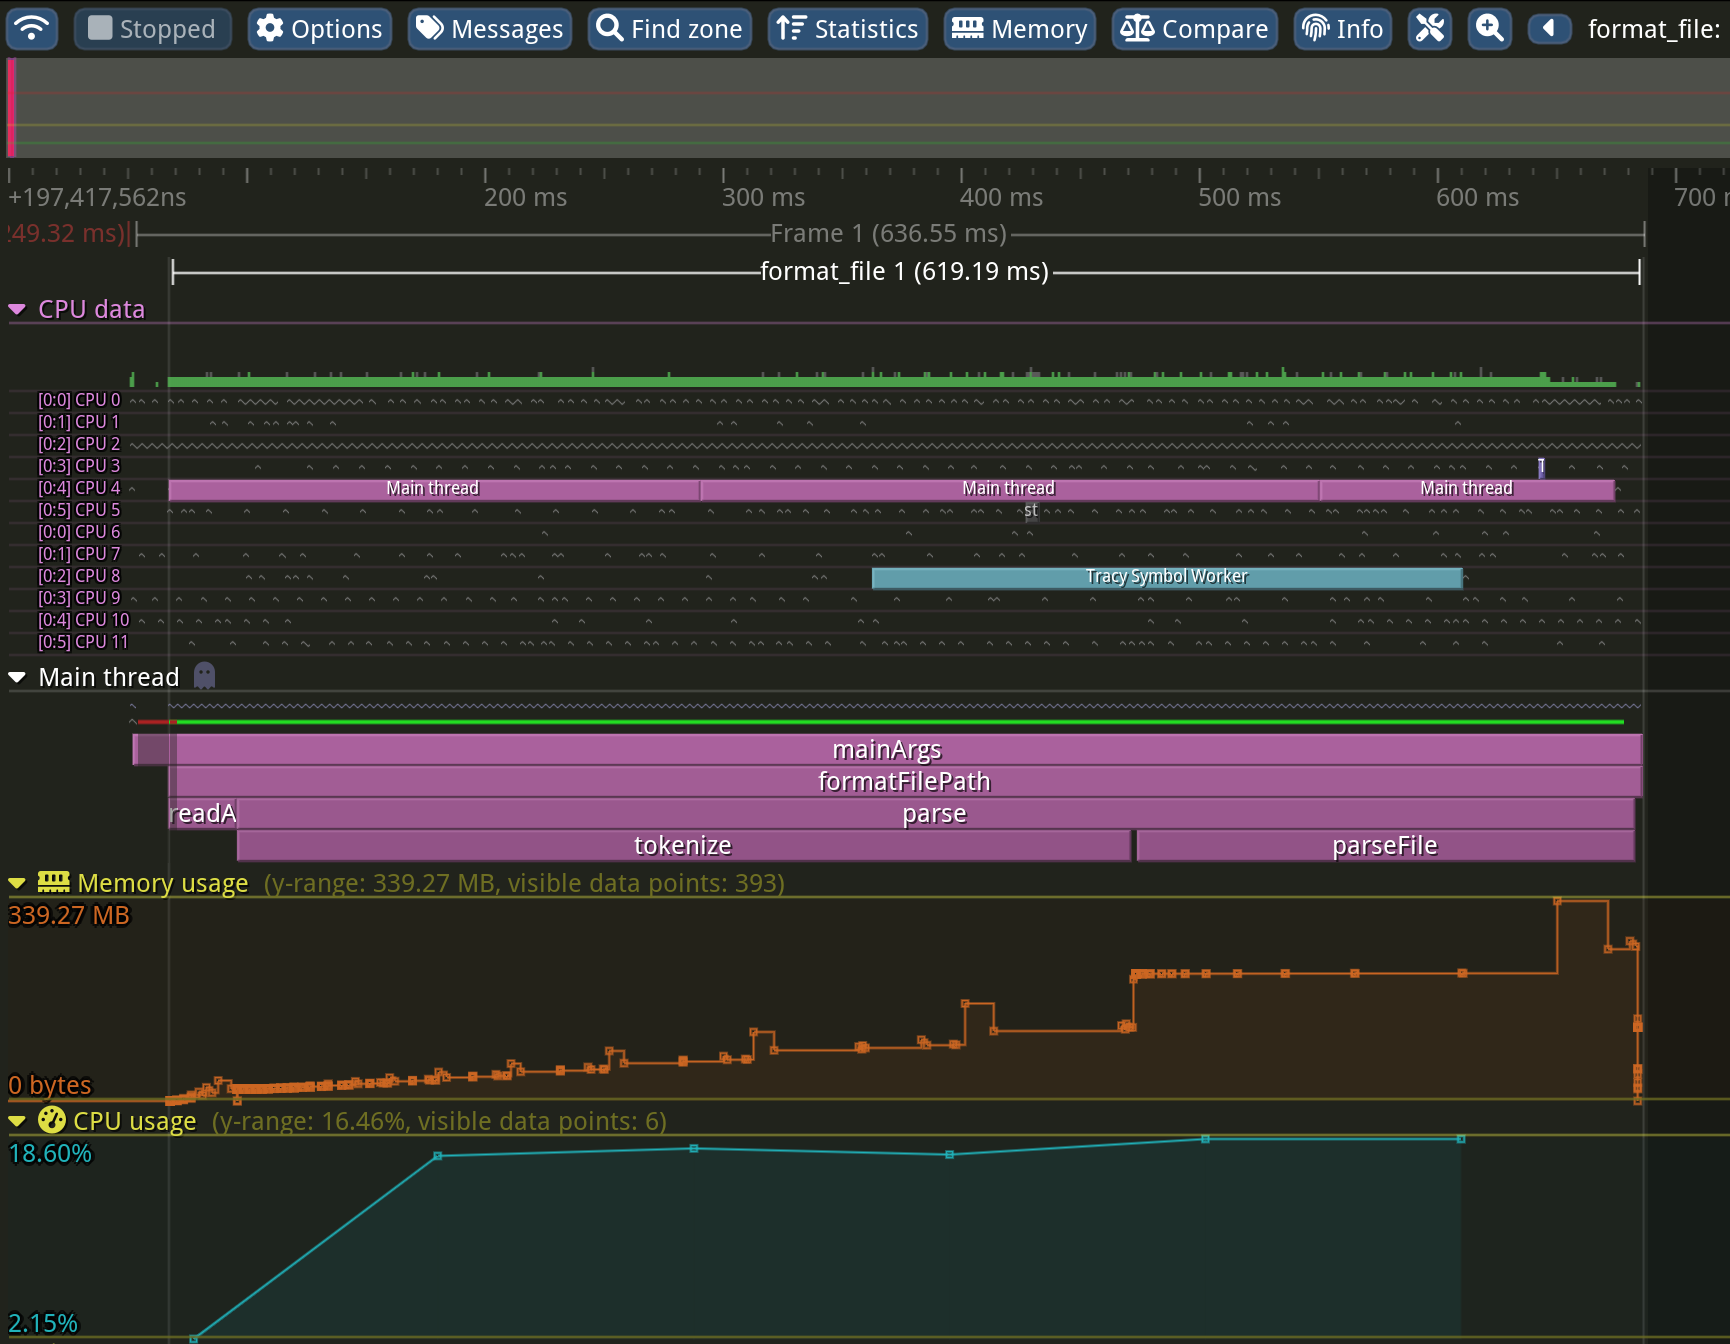 Stopped Options Messages Find zone Statistics Memory Compare Info format_file:
+197,417,562ns 200 ms 300 ms 400 ms 500 ms 600 ms 700
49.32 ms) Frame 1 (636.55 ms)
format_file 1 (619.19 ms)
CPU data
[0:0] CPU 0
[0:1] CPU 1
[0:2] CPU 2
[0:3] CPU 3
[0:4] CPU 4 Main thread Main thread Main thread
[0:5] CPU 5 st
[0:0] CPU 6
[0:1] CPU 7
[0:2] CPU 8 Tracy Symbol Worker
[0:3] CPU 9
[0:4] CPU 10
[0:5] CPU 11
Main thread
mainArgs
formatFilePath
readA parse
tokenize parseFile
Memory usage (y-range: 339.27 MB, visible data points: 393)
339.27 MB
0 bytes
CPU usage (y-range: 16.46%, visible data points: 6)
18.60%
2.15%